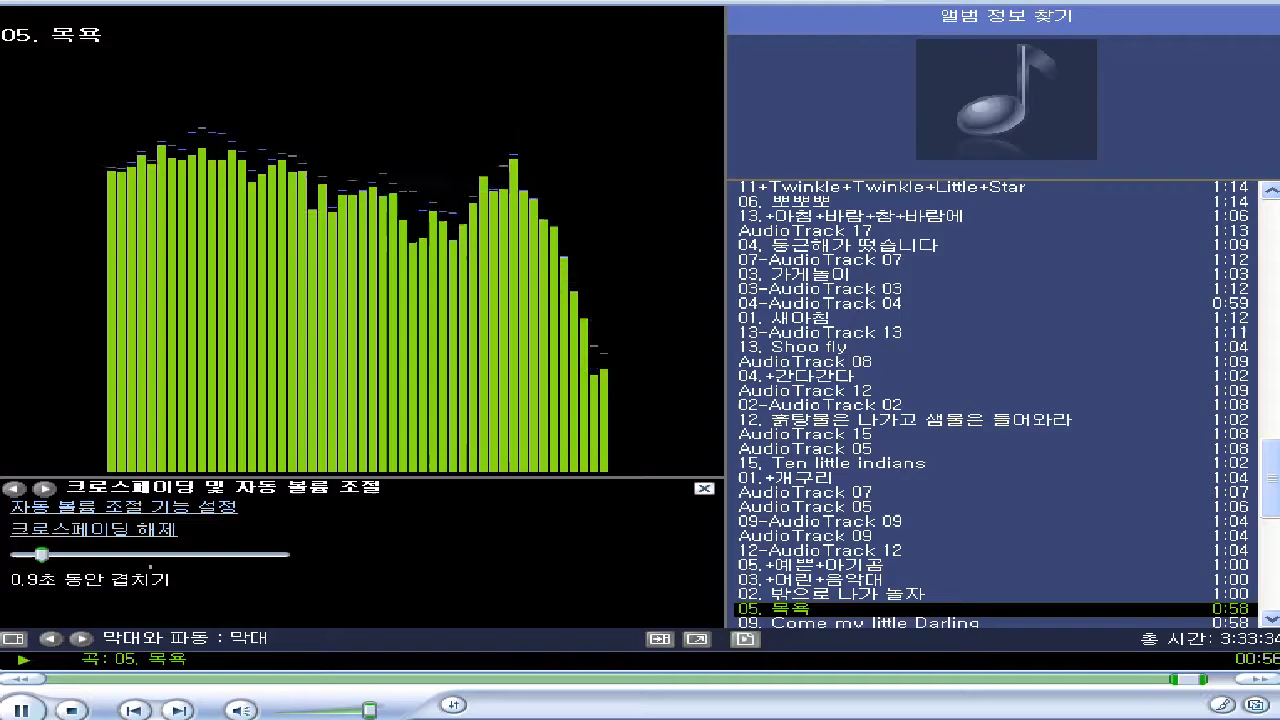 앨범 정보 찾기
05. 목욕
11+Twinkle+Twinkle+Little+Star 1:14
06. 뽀뽀뽀 1:14
13.+아침+바람+찬+바람에 1:06
AudioTrack 17 1:13
04. 둥근해가 떴습니다 1:09
07-AudioTrack 07 1:12
03. 가게놀이 1:03
03-AudioTrack 03 1:12
04-AudioTrack 04 0:59
01. 새아침 1:12
13-AudioTrack 13 1:11
13. Shoo fly 1:04
AudioTrack 08 1:09
04.+간다간다 1:02
AudioTrack 12 1:09
02-AudioTrack 02 1:08
12. 흙탕물은 나가고 샘물은 들어와라 1:02
AudioTrack 15 1:08
AudioTrack 05 1:08
15. Ten little indians 1:02
01.+개구리 1:04
AudioTrack 07 1:07
AudioTrack 05 1:06
09-AudioTrack 09 1:04
AudioTrack 09 1:04
12-AudioTrack 12 1:04
05.+예쁜+아기곰 1:00
03.+어린+음악대 1:00
02. 밖으로 나가 놀자 1:00
05. 목욕 0:58
09. Come my little Darling 0:58
크로스페이딩 및 자동 볼륨 조절
자동 볼륨 조절 기능 설정
크로스페이딩 해제
0.9초 동안 겹치기
막대와 파동 : 막대
총 시간: 3:33:34
곡: 05. 목욕
00:58